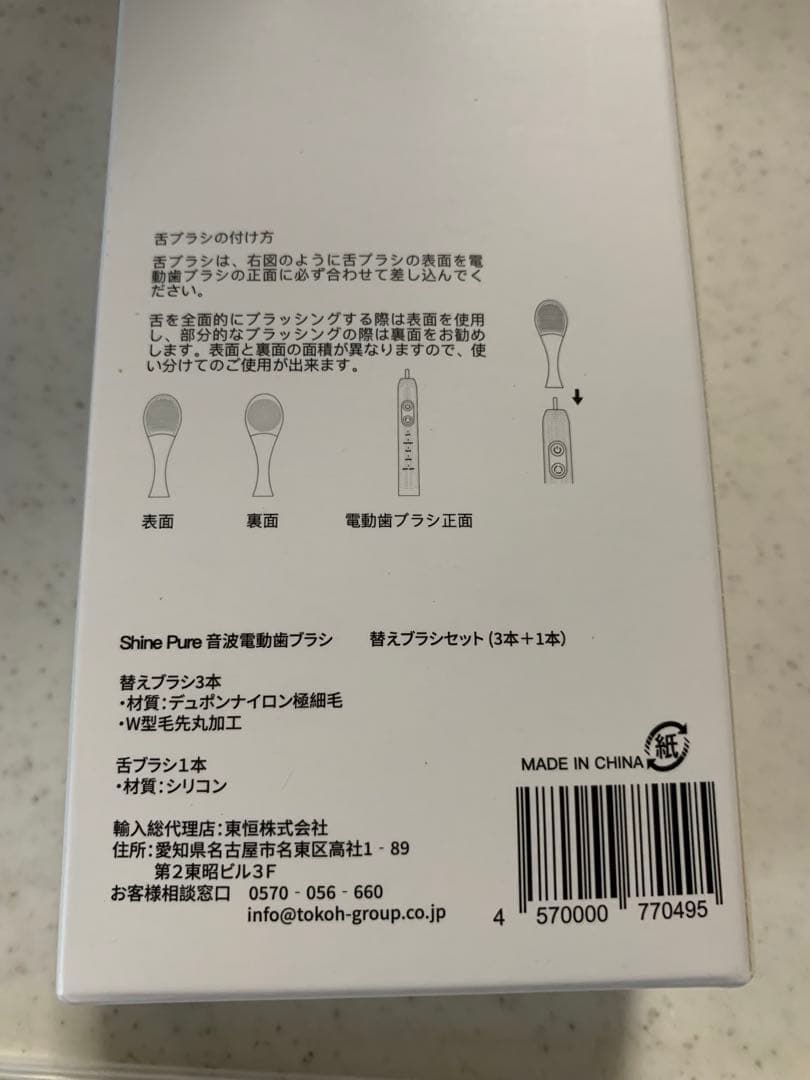 舌ブラシの付け方
舌ブラシは、右図のように舌ブラシの表面を電
動歯ブラシの正面に必ず合わせて差し込んでく
ださい。
舌を全面的にブラッシングする際は表面を使用
し、部分的なブラッシングの際は裏面をお勧め
します。表面と裏面の面積が異なりますので、使
い分けてのご使用が出来ます。
表面
裏面
電動歯ブラシ正面
Shine Pure 音波電動歯ブラシ 替えブラシセット (3本＋1本)
替えブラシ3本
・材質：デュポンナイロン極細毛
・W型毛先丸加工
舌ブラシ1本
・材質：シリコン
輸入総代理店：東恒株式会社
住所：愛知県名古屋市名東区高社1‐89
第２東昭ビル３Ｆ
お客様相談窓口 0570‐056‐660
info@tokoh-group.co.jp
MADE IN CHINA
紙
4 570000 770495